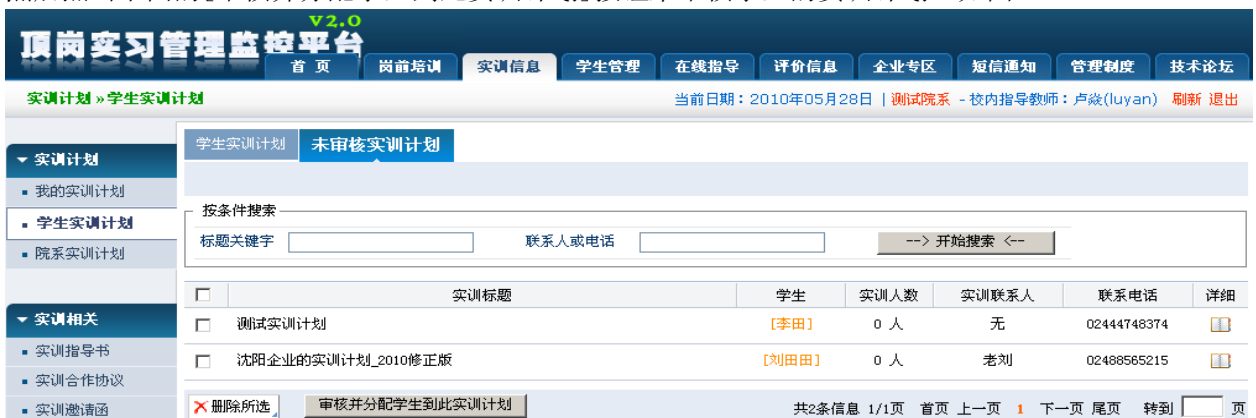 V2.0
頂岗实习管理监控平台
首 页 岗前培训 实训信息 学生管理 在线指导 评价信息 企业专区 短信通知 管理制度 技术论坛
实训计划 » 学生实训计划 当前日期：2010年05月28日 | 测试院系 - 校内指导教师：卢焱(luyan) 刷新 退出
学生实训计划 未审核实训计划
实训计划
我的实训计划
学生实训计划
院系实训计划
按条件搜索
标题关键字 联系人或电话 --> 开始搜索 <--
实训标题 学生 实训人数 实训联系人 联系电话 详细
测试实训计划 [李田] 0 人 无 02444748374
沈阳企业的实训计划_2010修正版 [刘田田] 0 人 老刘 02488565215
实训相关
实训指导书
实训合作协议
实训邀请函
删除所选 审核并分配学生到此实训计划 共2条信息 1/1页 首页 上一页 1 下一页 尾页 转到 页